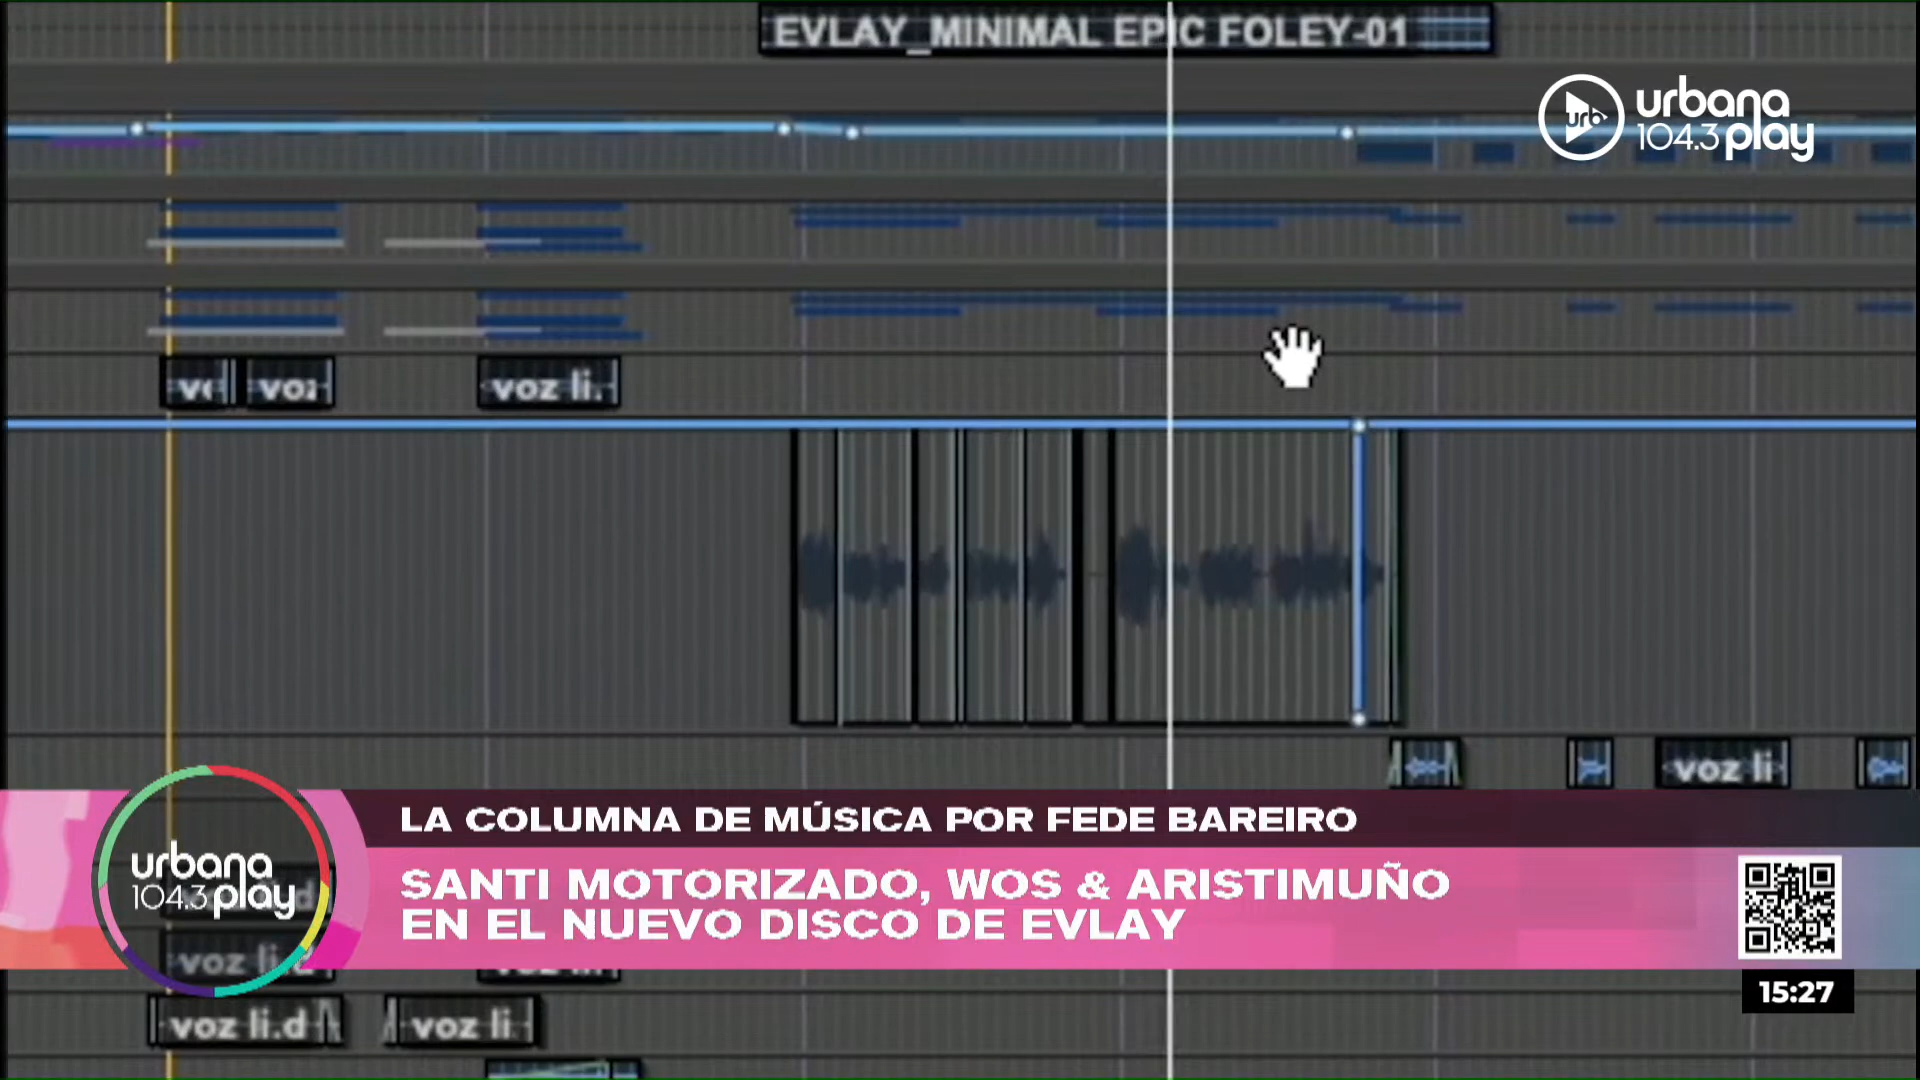 EVLAY_MINIMAL EPIC FOLEY-01
urb
urbana
104.3 play
voz
voz li.
voz li
LA COLUMNA DE MÚSICA POR FEDE BAREIRO
SANTI MOTORIZADO, WOS & ARISTIMUÑO
EN EL NUEVO DISCO DE EVLAY
urbana
104.3 play
voz li.d
15:27
voz li.d
voz li